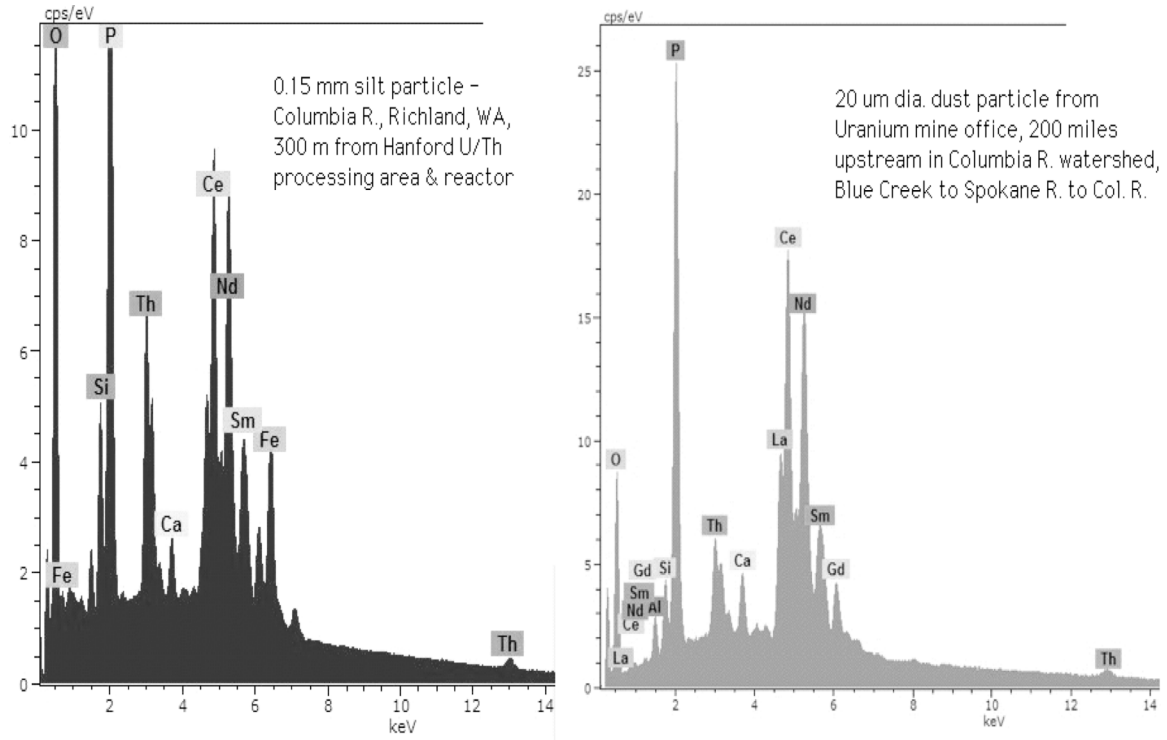 cps/eV
O
P
0.15 mm silt particle –
Columbia R., Richland, WA,
300 m from Hanford U/Th
processing area & reactor
10
Ce
8
Nd
Th
6
Si
Sm
Fe
4
Ca
2
Fe
Th
0
2 4 6 8 10 12 14
keV
cps/eV
P
25
20 um dia. dust particle from
Uranium mine office, 200 miles
upstream in Columbia R. watershed,
Blue Creek to Spokane R. to Col. R.
20
Ce
15
Nd
10
La
O
Th
Sm
5
Gd
Si
Ca
Gd
Sm
Nd
Al
Ce
La
Th
0
2 4 6 8 10 12 14
keV